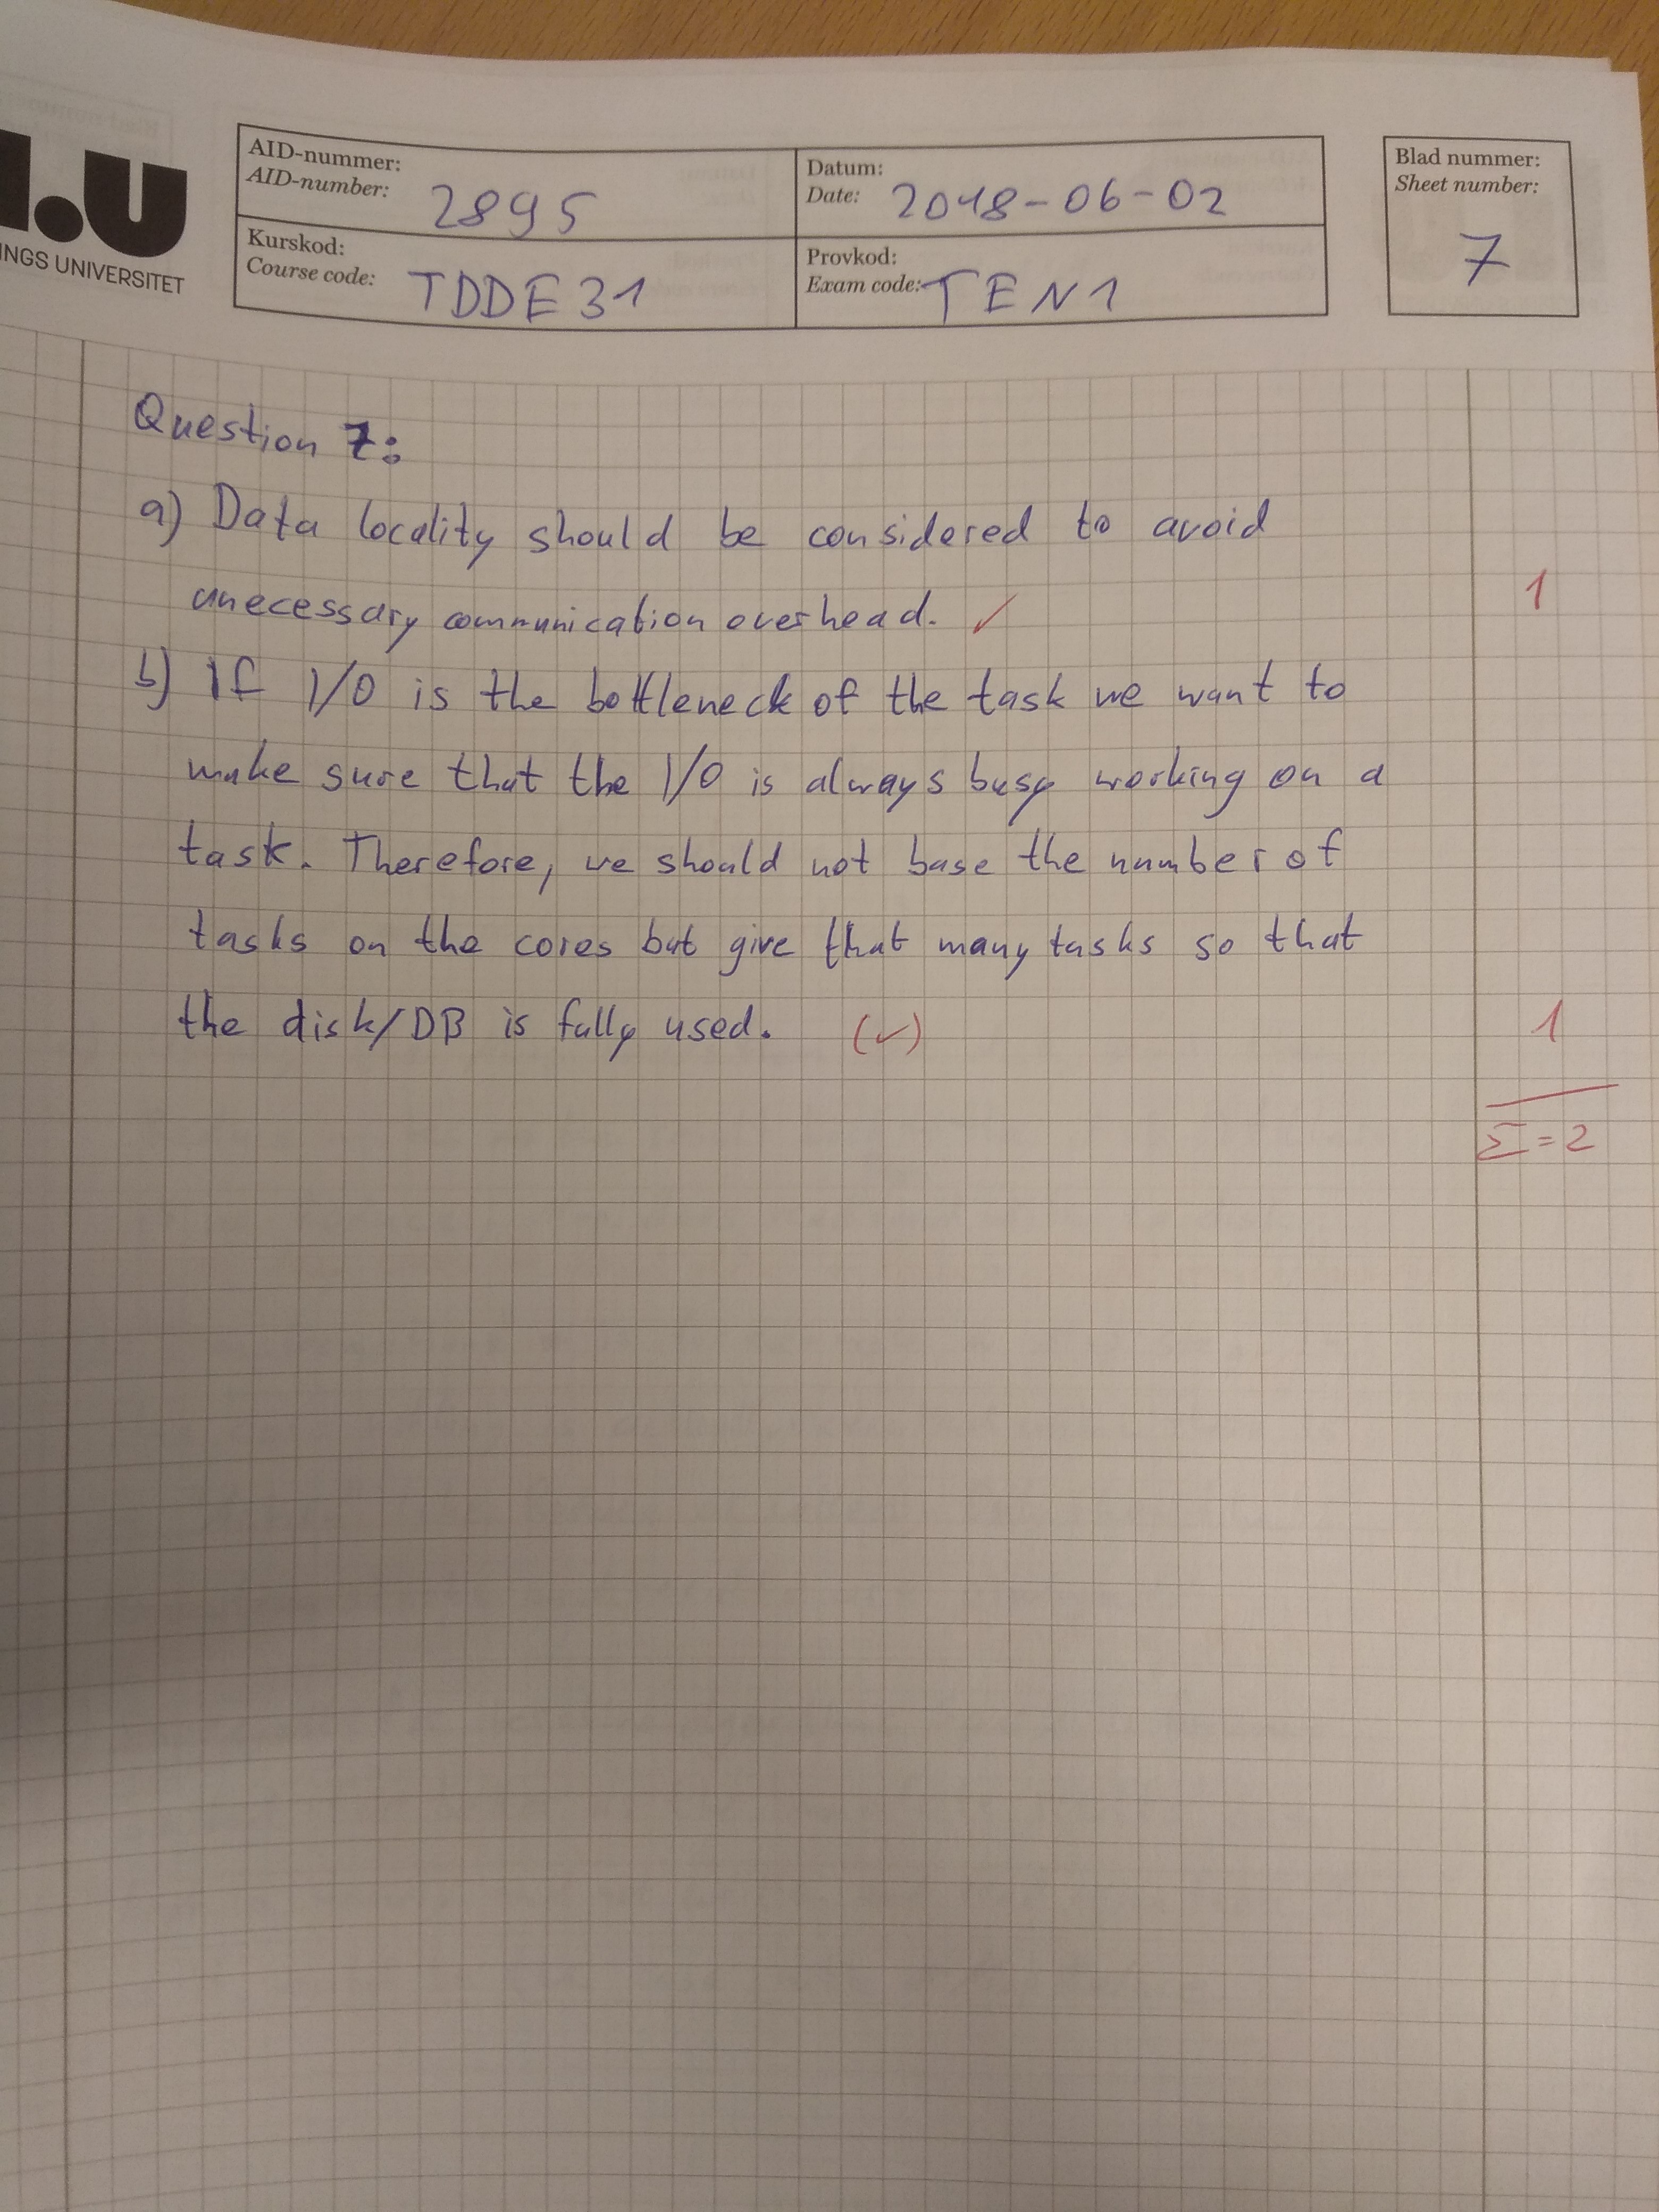 I.U
INGS UNIVERSITET
AID-nummer:
AID-number: 2895
Datum:
Date: 2018-06-02
Kurskod:
Course code: TDDE31
Provkod:
Exam code: TEN1
Blad nummer:
Sheet number:
7
Question 7:
a) Data locality should be considered to avoid
unecessary communication overhead. ✓
1
b) If I/O is the bottleneck of the task we want to
make sure that the I/O is always busy working on a
task. Therefore, we should not base the number of
tasks on the cores but give that many tasks so that
the disk/DB is fully used. (✓)
1
Σ=2